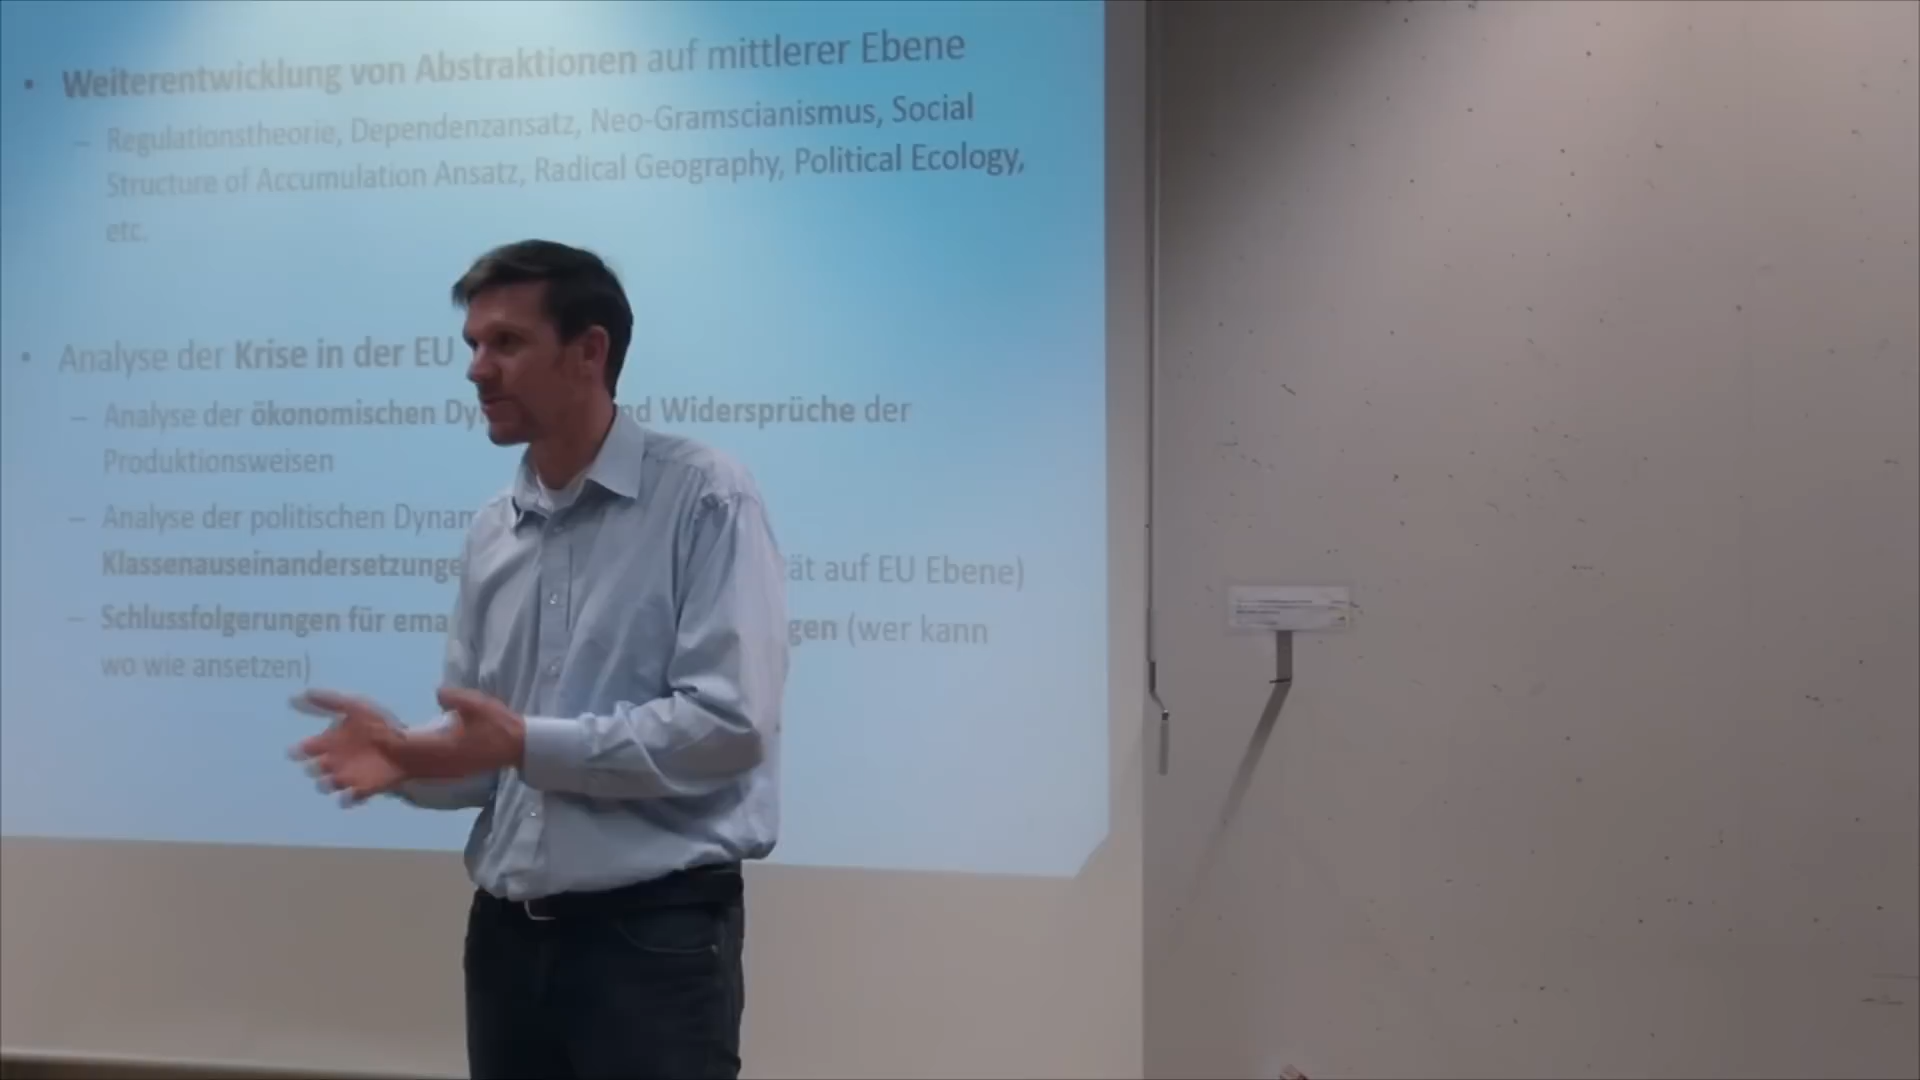 • Weiterentwicklung von Abstraktionen auf mittlerer Ebene
– Regulationstheorie, Dependenzansatz, Neo-Gramscianismus, Social
Structure of Accumulation Ansatz, Radical Geography, Political Ecology,
etc.
• Analyse der Krise in der EU
– Analyse der ökonomischen Dy nd Widersprüche der
Produktionsweisen
– Analyse der politischen Dynam
Klassenauseinandersetzunge ät auf EU Ebene)
– Schlussfolgerungen für ema gen (wer kann
wo wie ansetzen)